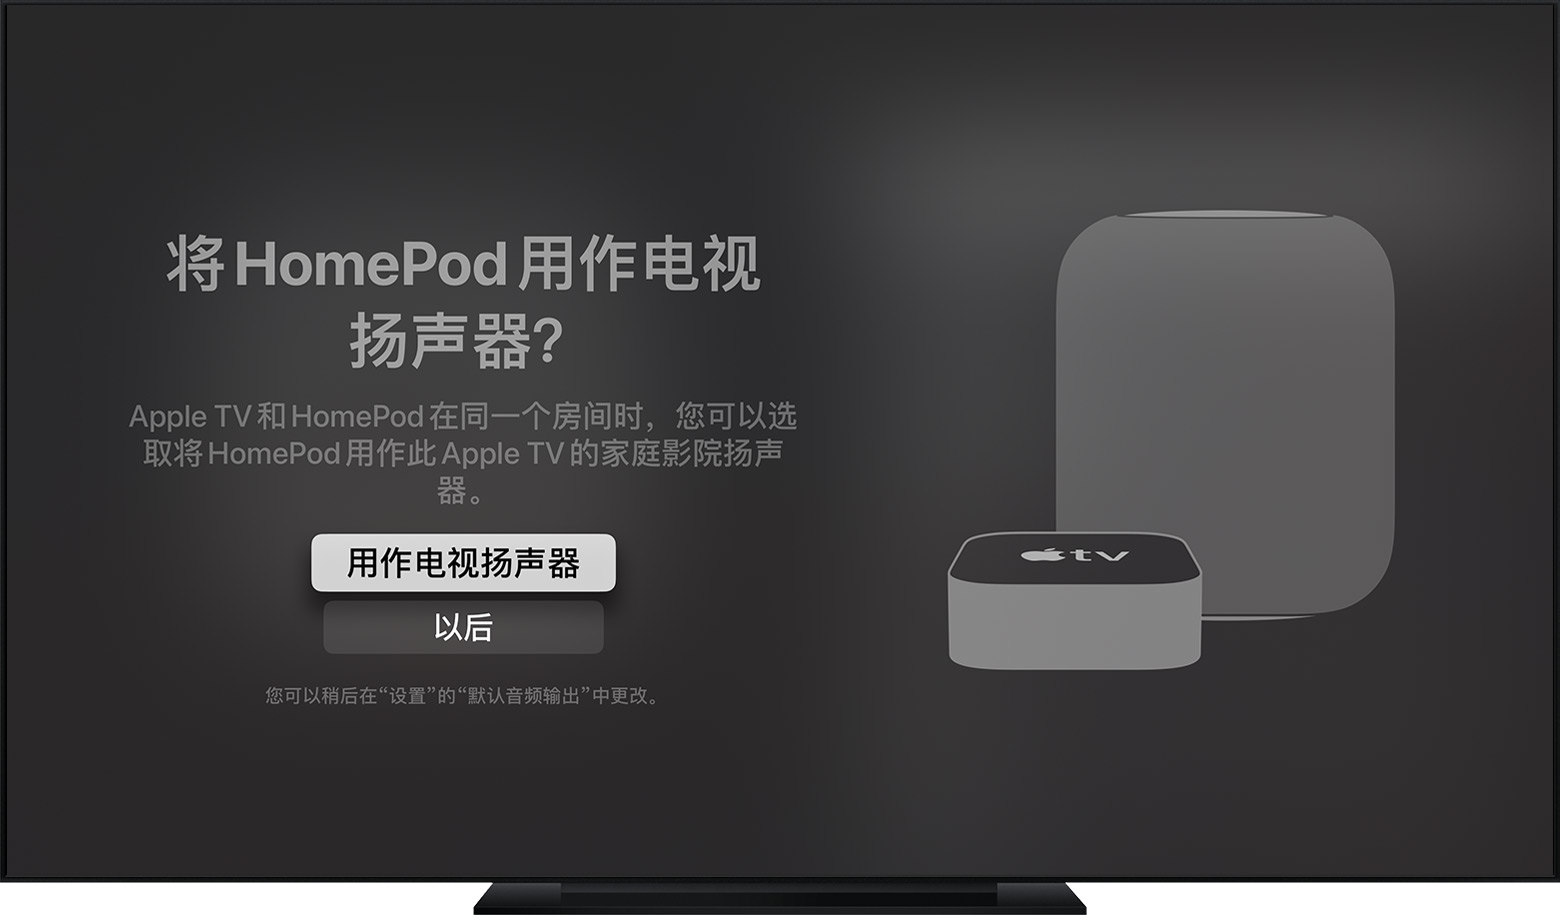 将HomePod用作电视
扬声器？
Apple TV和HomePod在同一个房间时，您可以选
取将HomePod用作此Apple TV的家庭影院扬声
器。
用作电视扬声器
以后
您可以稍后在“设置”的“默认音频输出”中更改。
tv